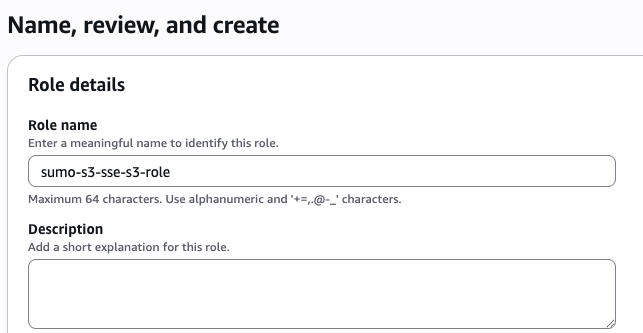 Name, review, and create
Role details
Role name
Enter a meaningful name to identify this role.
sumo-s3-sse-s3-role
Maximum 64 characters. Use alphanumeric and '+=,.@-_' characters.
Description
Add a short explanation for this role.